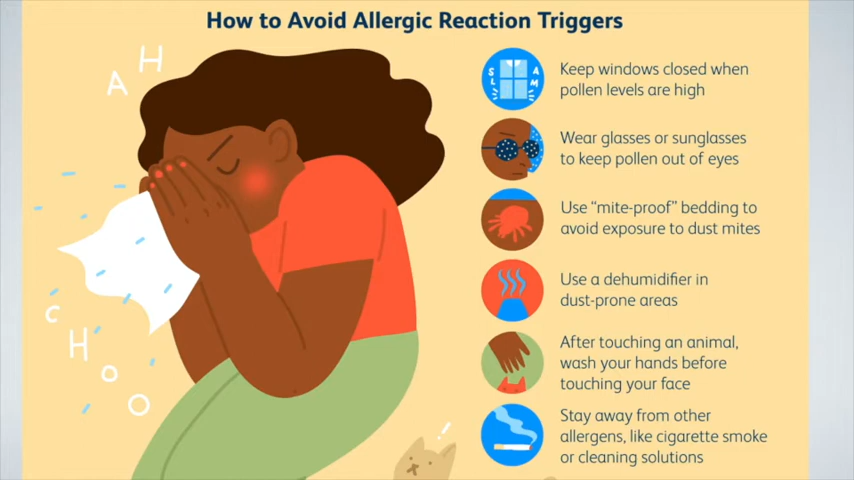 How to Avoid Allergic Reaction Triggers
AH
CHOO
!
SLAM
Keep windows closed when
pollen levels are high
Wear glasses or sunglasses
to keep pollen out of eyes
Use “mite-proof” bedding to
avoid exposure to dust mites
Use a dehumidifier in
dust-prone areas
After touching an animal,
wash your hands before
touching your face
Stay away from other
allergens, like cigarette smoke
or cleaning solutions